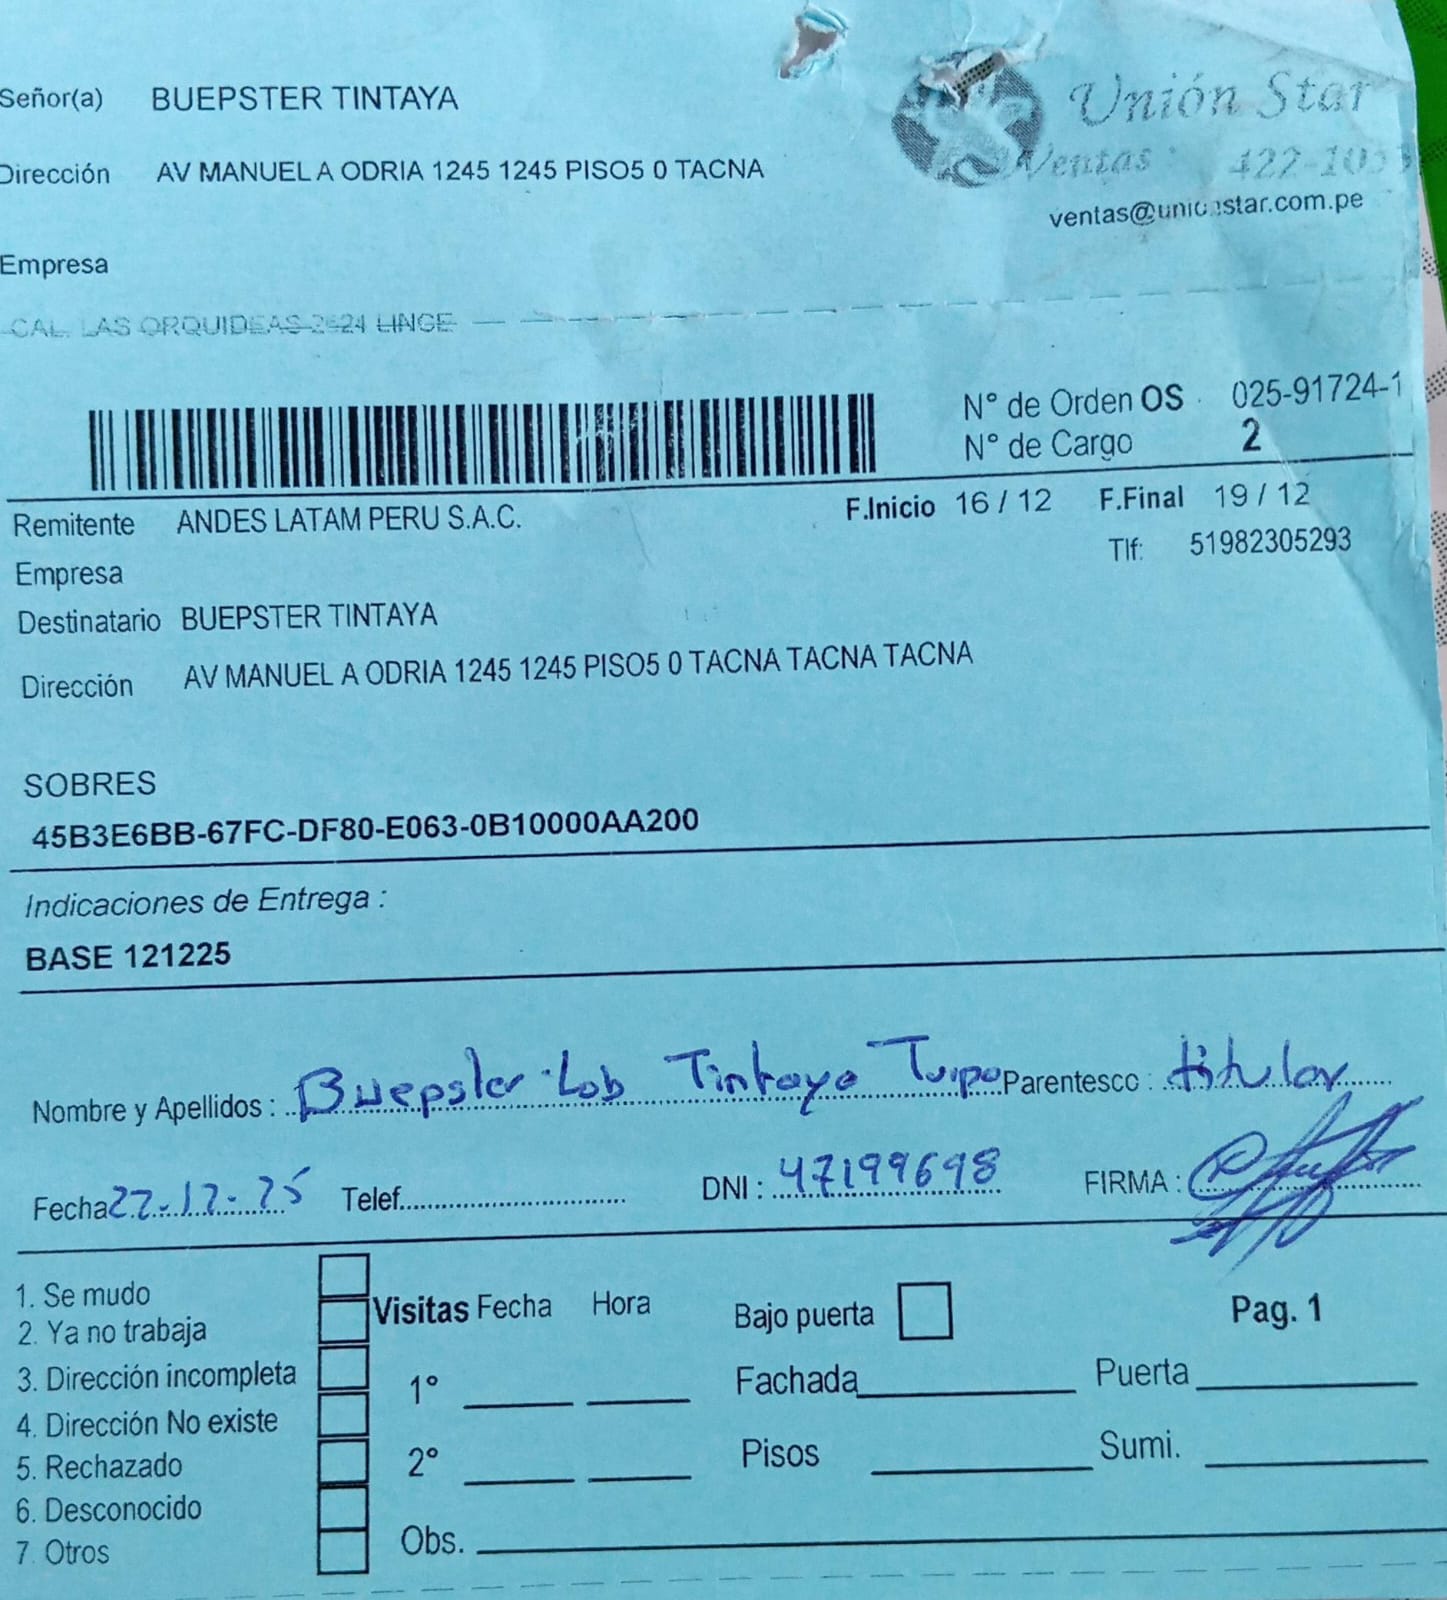 Señor(a) BUEPSTER TINTAYA
Unión Star
Dirección AV MANUEL A ODRIA 1245 1245 PISO5 0 TACNA
Ventas : 422-1053
ventas@unionstar.com.pe
Empresa
CAL. LAS ORQUIDEAS 2624 LINCE
N° de Orden OS 025-91724-1
N° de Cargo 2
Remitente ANDES LATAM PERU S.A.C. F.Inicio 16 / 12 F.Final 19 / 12
Tlf: 51982305293
Empresa
Destinatario BUEPSTER TINTAYA
Dirección AV MANUEL A ODRIA 1245 1245 PISO5 0 TACNA TACNA TACNA
SOBRES
45B3E6BB-67FC-DF80-E063-0B10000AA200
Indicaciones de Entrega :
BASE 121225
Nombre y Apellidos : Buepster Lob Tintaya Turpo Parentesco : titular
Fecha 22-12-25 Telef. DNI : 47199698 FIRMA :
1. Se mudo
2. Ya no trabaja
3. Dirección incompleta
4. Dirección No existe
5. Rechazado
6. Desconocido
7. Otros
Visitas Fecha Hora Bajo puerta Pag. 1
1° Fachada Puerta
2° Pisos Sumi.
Obs.